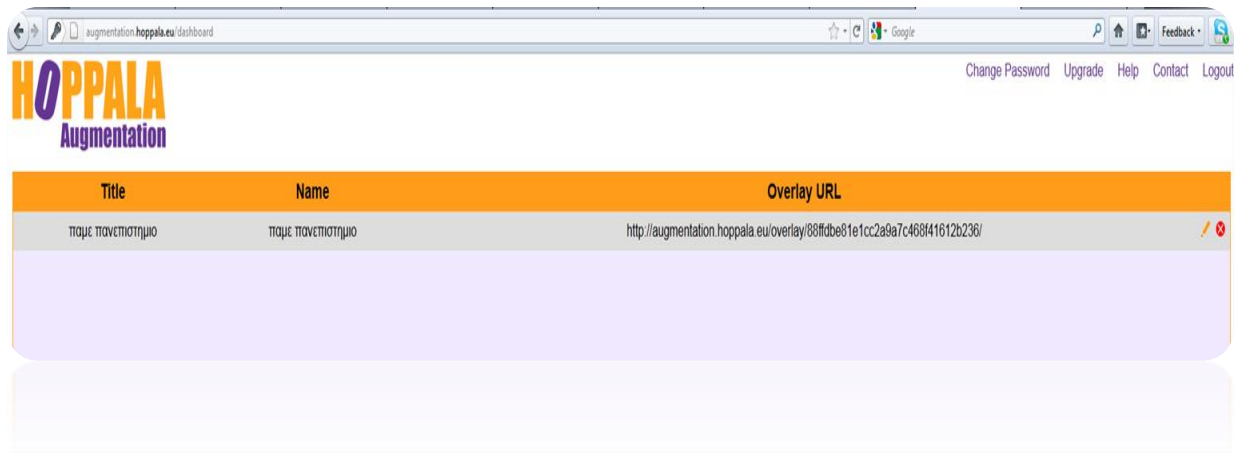 augmentation.hoppala.eu/dashboard
Google
Feedback
HOPPALA
Augmentation
Change Password Upgrade Help Contact Logout
Title Name Overlay URL
παμε πανεπιστημιο παμε πανεπιστημιο http://augmentation.hoppala.eu/overlay/88ffdbe81e1cc2a9a7c468f41612b236/